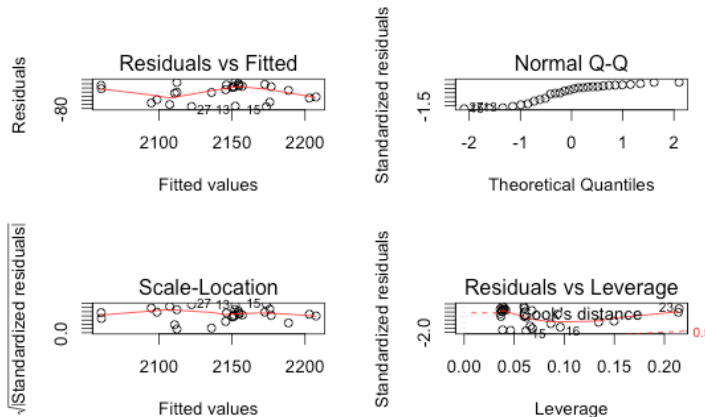 Residuals vs Fitted
Residuals
-80
27 13 15
2100 2150 2200
Fitted values
Normal Q-Q
Standardized residuals
-1.5
-2 -1 0 1 2
Theoretical Quantiles
Scale-Location
√|Standardized residuals|
0.0
27 13 15
2100 2150 2200
Fitted values
Residuals vs Leverage
Standardized residuals
-2.0
Cook's distance
23
15 16
0.5
0.00 0.05 0.10 0.15 0.20
Leverage